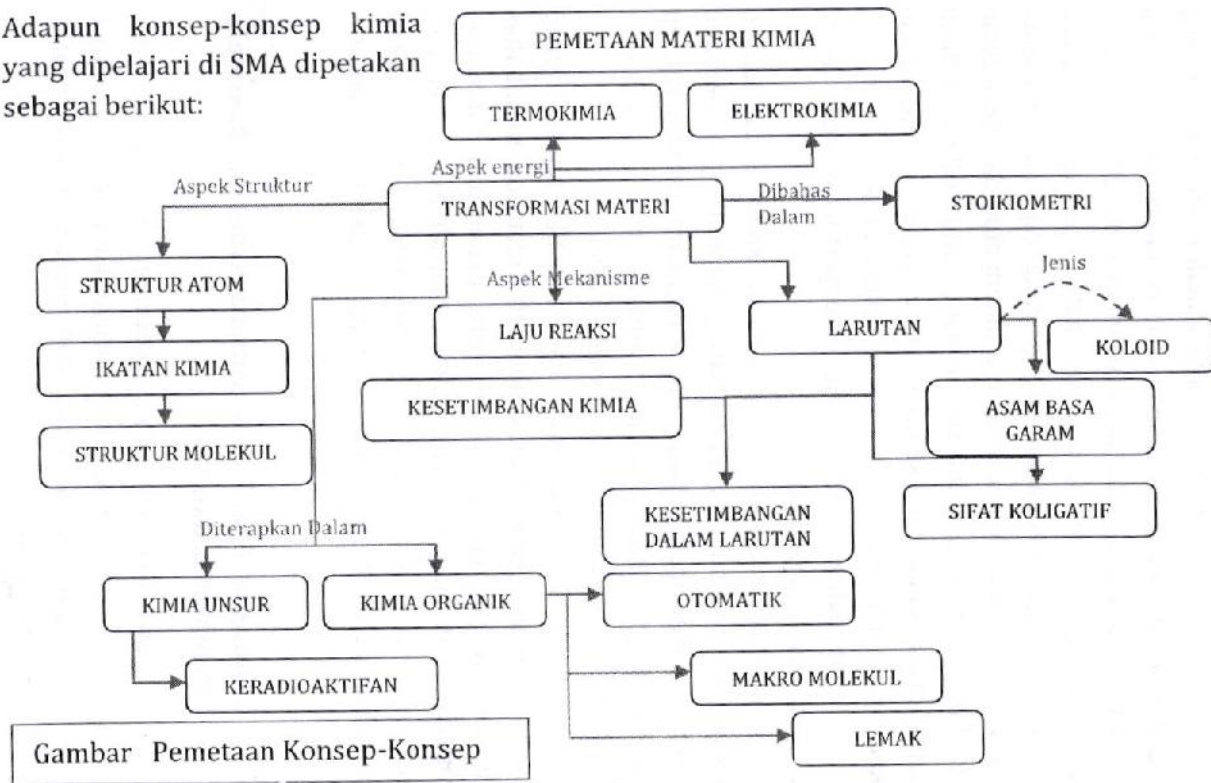 Adapun konsep-konsep kimia
yang dipelajari di SMA dipetakan
sebagai berikut:
PEMETAAN MATERI KIMIA
TERMOKIMIA
ELEKTROKIMIA
Aspek energi
Aspek Struktur
TRANSFORMASI MATERI
Dibahas
Dalam
STOIKIOMETRI
STRUKTUR ATOM
Aspek Mekanisme
Jenis
LAJU REAKSI
LARUTAN
KOLOID
IKATAN KIMIA
KESETIMBANGAN KIMIA
ASAM BASA
GARAM
STRUKTUR MOLEKUL
KESETIMBANGAN
DALAM LARUTAN
SIFAT KOLIGATIF
Diterapkan Dalam
KIMIA UNSUR
KIMIA ORGANIK
OTOMATIK
KERADIOAKTIFAN
MAKRO MOLEKUL
LEMAK
Gambar Pemetaan Konsep-Konsep